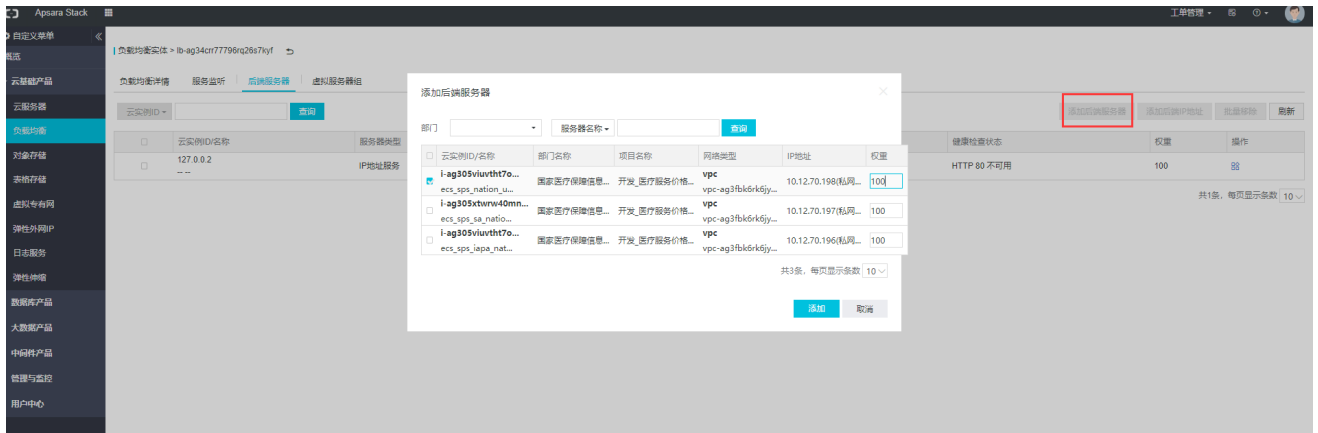 Apsara Stack 工单管理
自定义菜单
概览
云基础产品
云服务器
负载均衡
对象存储
表格存储
虚拟专有网
弹性外网IP
日志服务
弹性伸缩
数据库产品
大数据产品
中间件产品
管理与监控
用户中心
负载均衡实体 > lb-ag34crr77796rq26s7kyf
负载均衡详情 服务监听 后端服务器 虚拟服务器组
云实例ID 查询 添加后端服务器 添加后端IP地址 批量移除 刷新
云实例ID/名称 服务器类型 健康检查状态 权重 操作
127.0.0.2
-- -- IP地址服务 HTTP 80 不可用 100
共1条，每页显示条数 10
添加后端服务器
部门 服务器名称 查询
云实例ID/名称 部门名称 项目名称 网络类型 IP地址 权重
i-ag305viuvtht7o... vpc
国家医疗保障信息... 开发_医疗服务价格... 10.12.70.198(私网... 100
ecs_sps_nation_u... vpc-ag3fbk6rk6jy...
i-ag305xtwrw40mn... vpc
国家医疗保障信息... 开发_医疗服务价格... 10.12.70.197(私网... 100
ecs_sps_sa_natio... vpc-ag3fbk6rk6jy...
i-ag305viuvtht7o... vpc
国家医疗保障信息... 开发_医疗服务价格... 10.12.70.196(私网... 100
ecs_sps_iapa_nat... vpc-ag3fbk6rk6jy...
共3条，每页显示条数 10
添加 取消